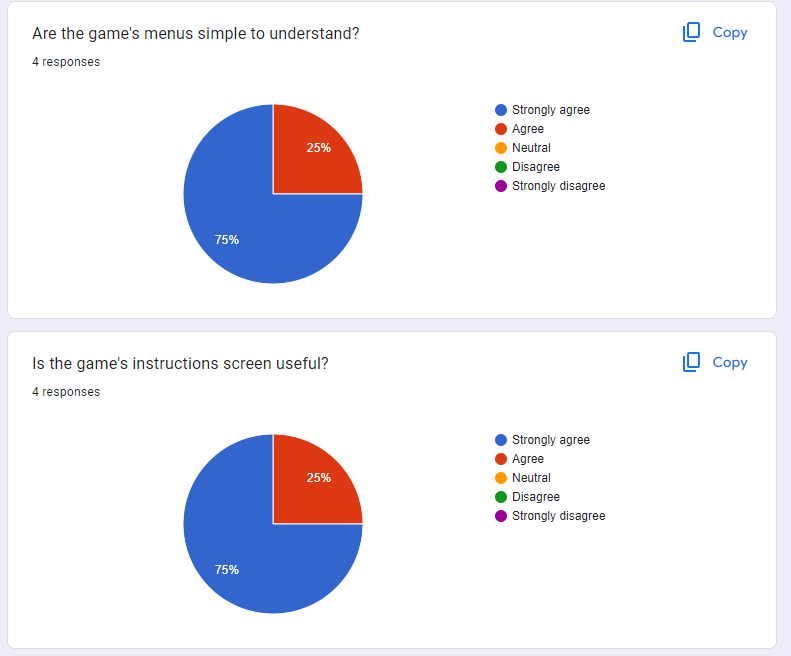 Are the game's menus simple to understand?
Copy
4 responses
25%
75%
Strongly agree
Agree
Neutral
Disagree
Strongly disagree
Is the game's instructions screen useful?
Copy
4 responses
25%
75%
Strongly agree
Agree
Neutral
Disagree
Strongly disagree